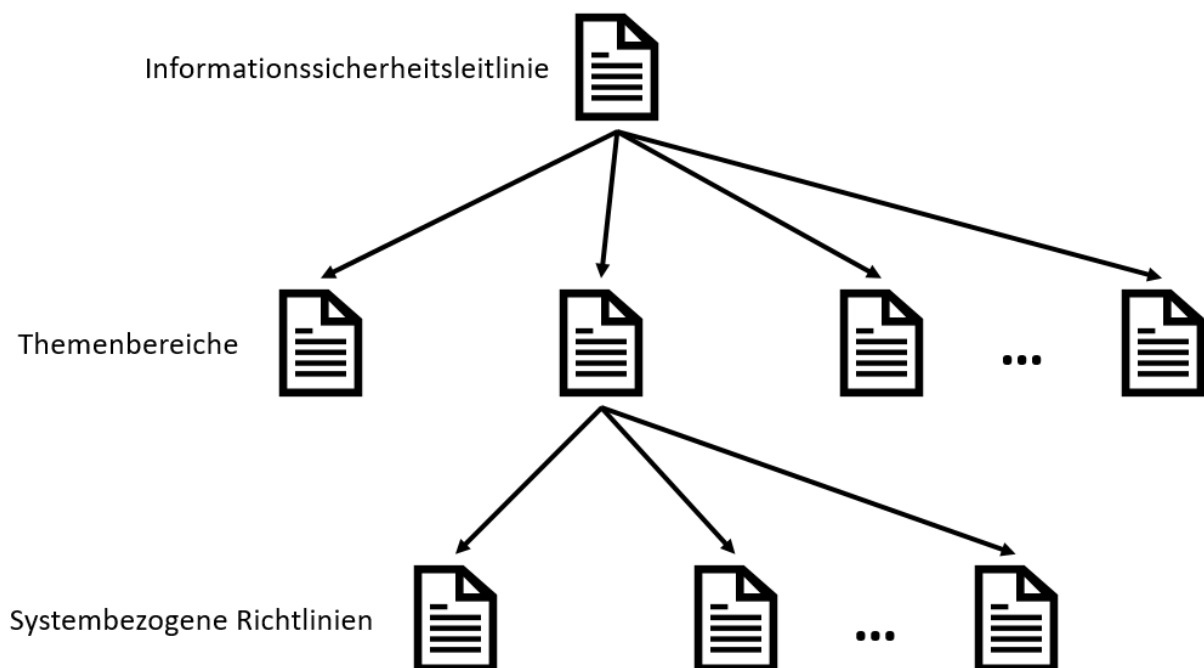 Informationssicherheitsleitlinie
Themenbereiche
...
Systembezogene Richtlinien
...